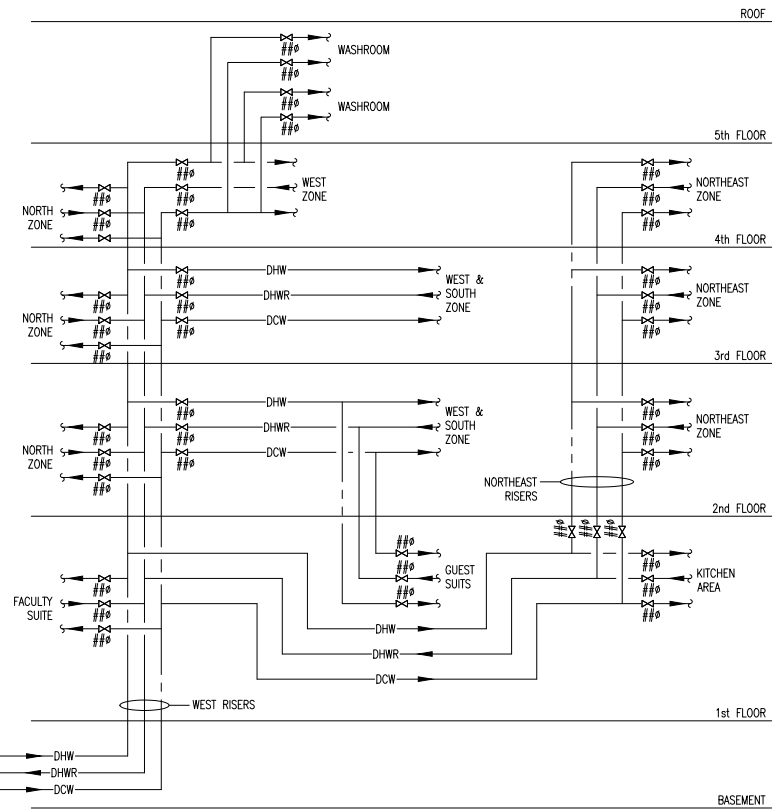 ROOF
##ø
WASHROOM
##ø
##ø
WASHROOM
##ø
5th FLOOR
##ø
##ø
##ø
WEST
ZONE
##ø
##ø
NORTH
ZONE
##ø
##ø
##ø
NORTHEAST
ZONE
4th FLOOR
##ø
DHW
##ø
DHWR
##ø
DCW
WEST &
SOUTH
ZONE
##ø
##ø
##ø
NORTH
ZONE
##ø
##ø
##ø
NORTHEAST
ZONE
3rd FLOOR
##ø
DHW
##ø
DHWR
##ø
DCW
WEST &
SOUTH
ZONE
##ø
##ø
##ø
NORTH
ZONE
##ø
##ø
##ø
NORTHEAST
ZONE
NORTHEAST
RISERS
2nd FLOOR
##ø
##ø
##ø
##ø
##ø
##ø
GUEST
SUITS
##ø
##ø
##ø
KITCHEN
AREA
##ø
##ø
##ø
FACULTY
SUITE
DHW
DHWR
DCW
WEST RISERS
1st FLOOR
DHW
DHWR
DCW
BASEMENT